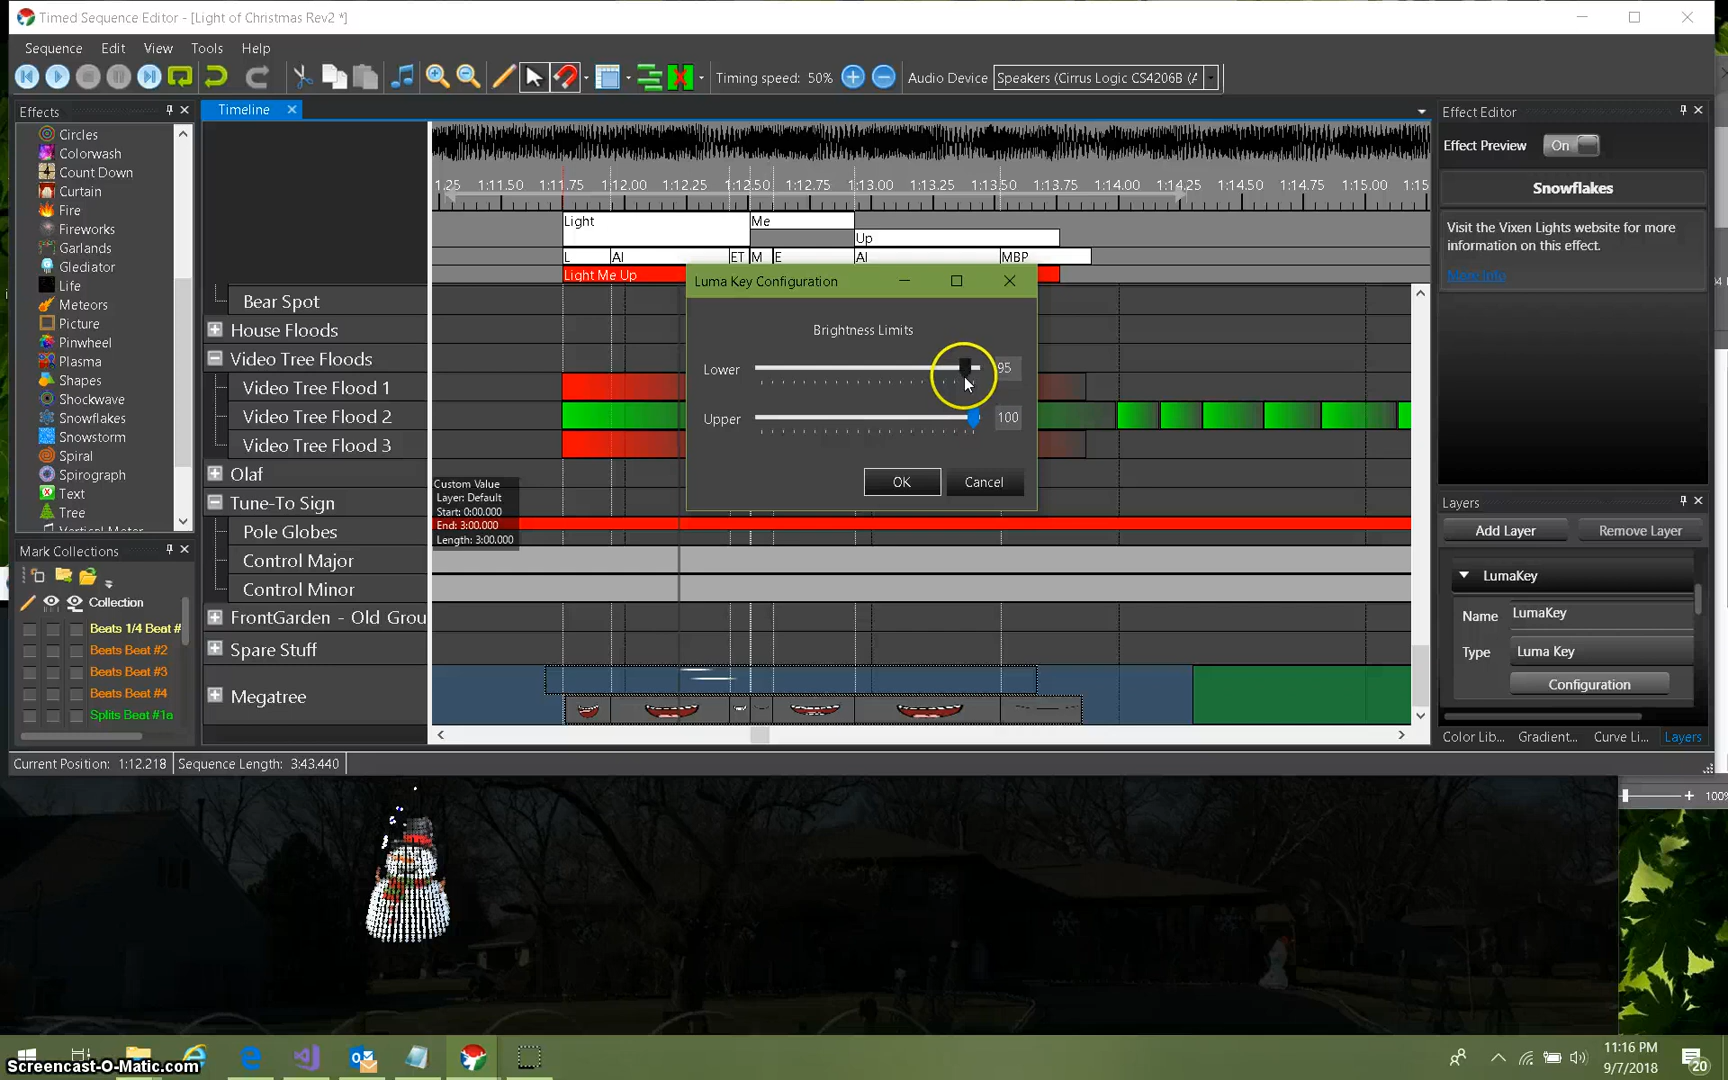 Timed Sequence Editor - [Light of Christmas Rev2 *]
Sequence Edit View Tools Help
Timing speed: 50%
Audio Device Speakers (Cirrus Logic CS4206B (A
Effects
Circles
Colorwash
Count Down
Curtain
Fire
Fireworks
Garlands
Glediator
Life
Meteors
Picture
Pinwheel
Plasma
Shapes
Shockwave
Snowflakes
Snowstorm
Spiral
Spirograph
Text
Tree
Vertical Meter
Mark Collections
Collection
Beats 1/4 Beat #
Beats Beat #2
Beats Beat #3
Beats Beat #4
Splits Beat #1a
Timeline
1.25 1:11.50 1:11.75 1:12.00 1:12.25 1:12.50 1:12.75 1:13.00 1:13.25 1:13.50 1:13.75 1:14.00 1:14.25 1:14.50 1:14.75 1:15.00 1:15
Light Me
Up
L AI ET M E AI MBP
Light Me Up
Bear Spot
House Floods
Video Tree Floods
Video Tree Flood 1
Video Tree Flood 2
Video Tree Flood 3
Olaf
Tune-To Sign
Pole Globes
Control Major
Control Minor
FrontGarden - Old Grou
Spare Stuff
Megatree
Custom Value
Layer: Default
Start: 0:00.000
End: 3:00.000
Length: 3:00.000
Luma Key Configuration
Brightness Limits
Lower 95
Upper 100
OK Cancel
Effect Editor
Effect Preview On
Snowflakes
Visit the Vixen Lights website for more
information on this effect.
More Info
Layers
Add Layer Remove Layer
LumaKey
Name LumaKey
Type Luma Key
Configuration
Color Lib... Gradient... Curve Li... Layers
Current Position: 1:12.218 Sequence Length: 3:43.440
100%
Screencast-O-Matic.com
11:16 PM
9/7/2018
20